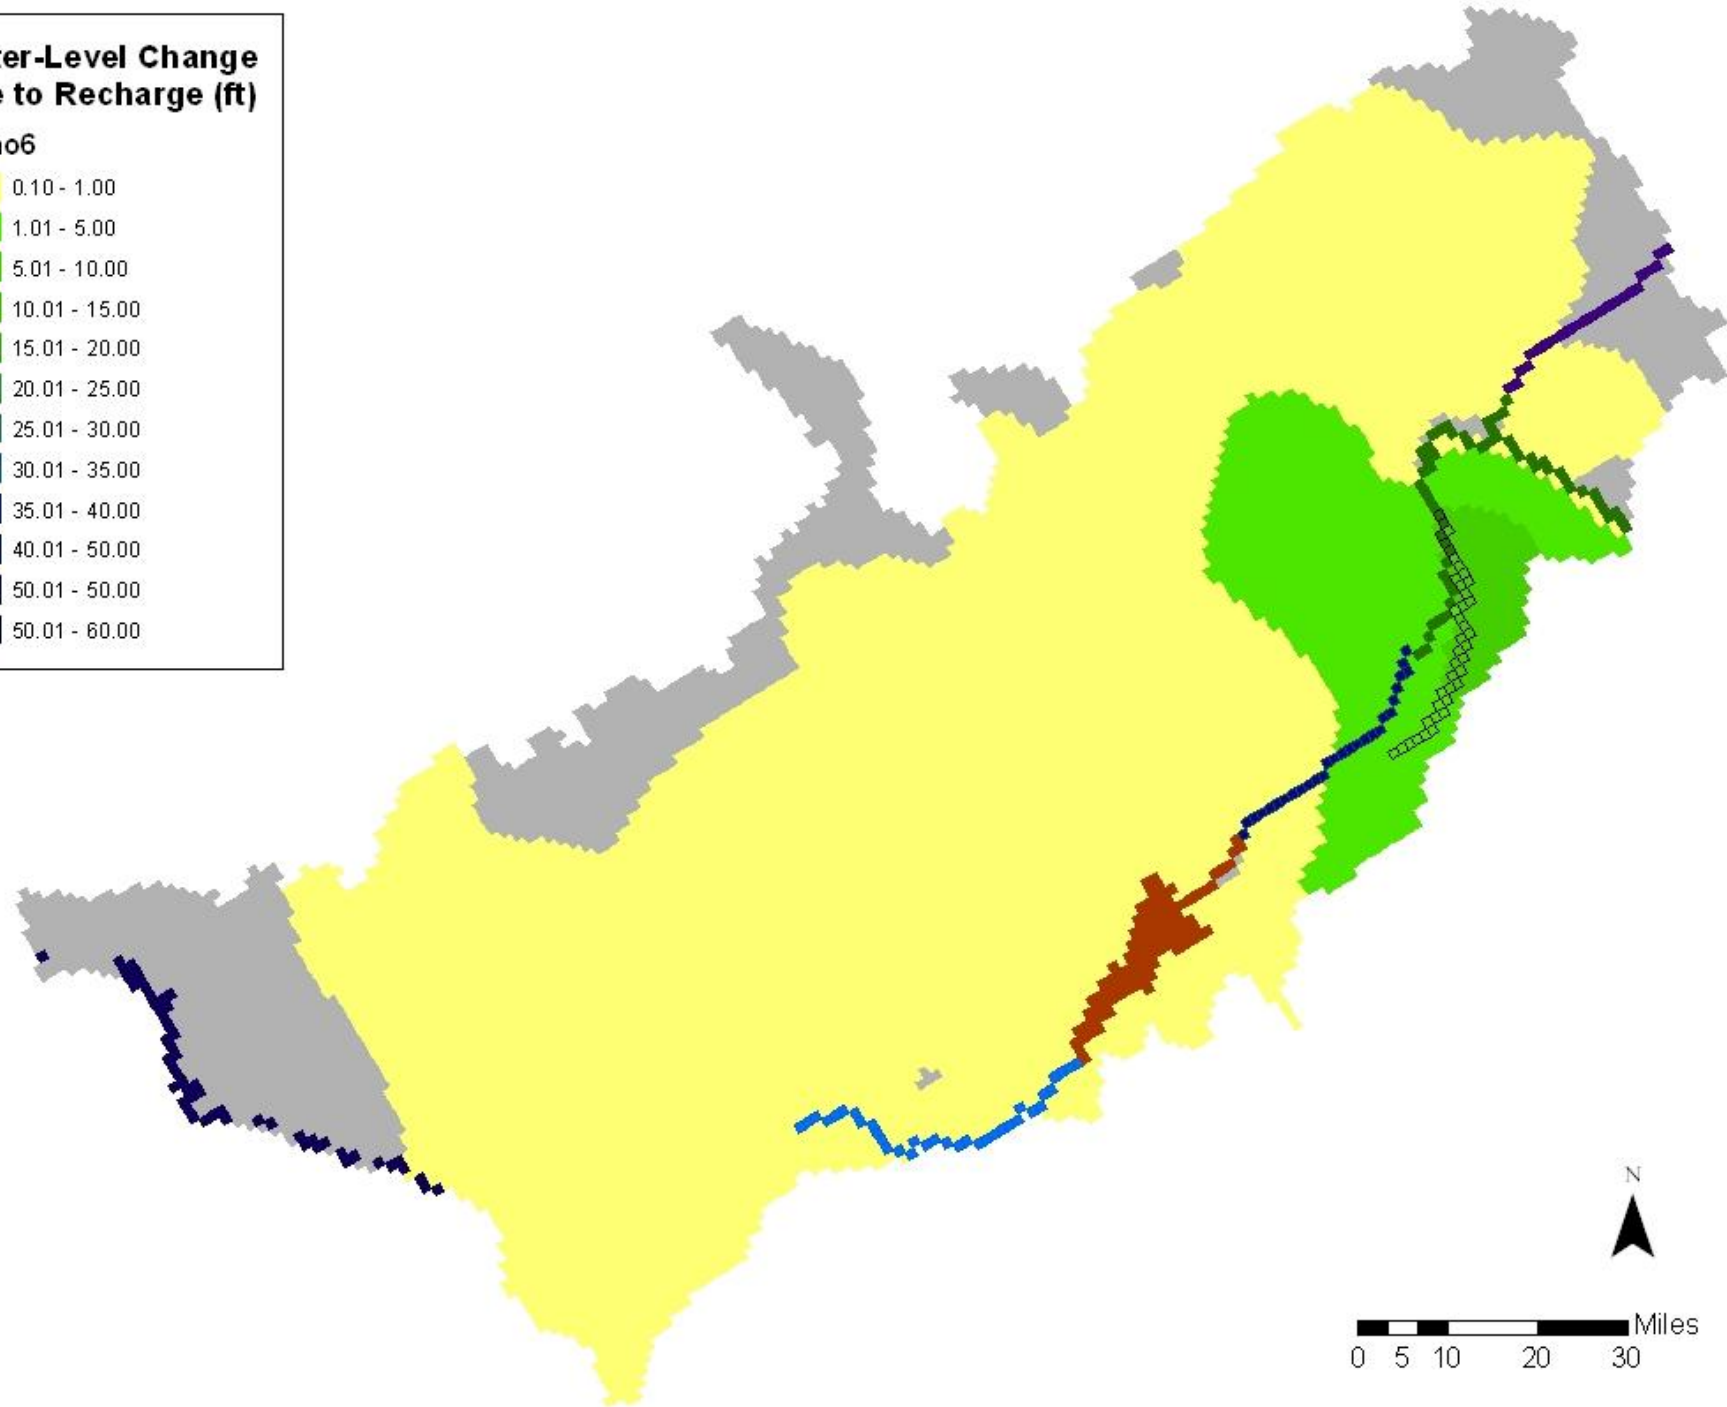 ter-Level Change
e to Recharge (ft)
no6
0.10 - 1.00
1.01 - 5.00
5.01 - 10.00
10.01 - 15.00
15.01 - 20.00
20.01 - 25.00
25.01 - 30.00
30.01 - 35.00
35.01 - 40.00
40.01 - 50.00
50.01 - 50.00
50.01 - 60.00
N
Miles
0 5 10 20 30